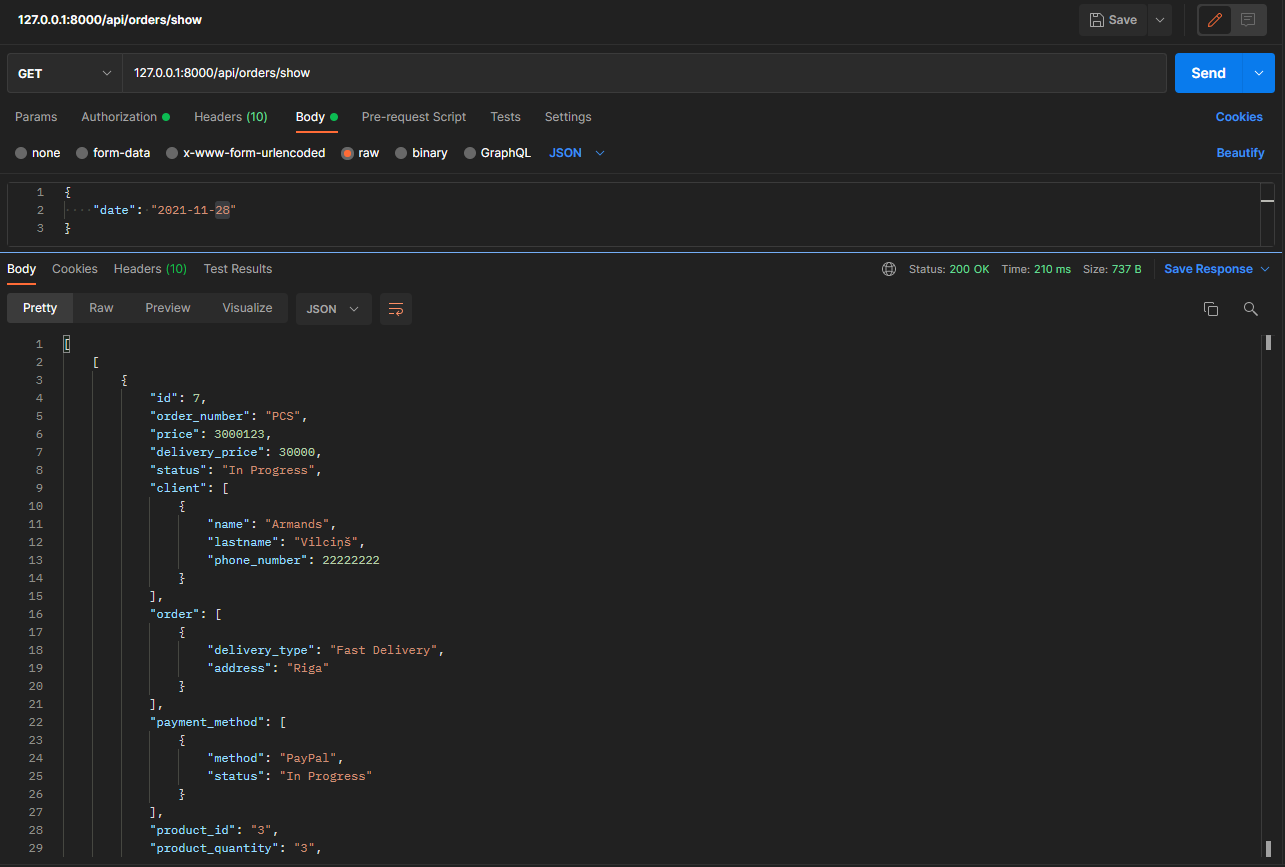 127.0.0.1:8000/api/orders/show
Save
GET
127.0.0.1:8000/api/orders/show
Send
Params Authorization Headers (10) Body Pre-request Script Tests Settings Cookies
none form-data x-www-form-urlencoded raw binary GraphQL JSON Beautify
1 {
2 ····"date":·"2021-11-28"
3 }
Body Cookies Headers (10) Test Results Status: 200 OK Time: 210 ms Size: 737 B Save Response
Pretty Raw Preview Visualize JSON
1 [
2 [
3 {
4 "id": 7,
5 "order_number": "PCS",
6 "price": 3000123,
7 "delivery_price": 30000,
8 "status": "In Progress",
9 "client": [
10 {
11 "name": "Armands",
12 "lastname": "Vilciņš",
13 "phone_number": 22222222
14 }
15 ],
16 "order": [
17 {
18 "delivery_type": "Fast Delivery",
19 "address": "Riga"
20 }
21 ],
22 "payment_method": [
23 {
24 "method": "PayPal",
25 "status": "In Progress"
26 }
27 ],
28 "product_id": "3",
29 "product_quantity": "3",